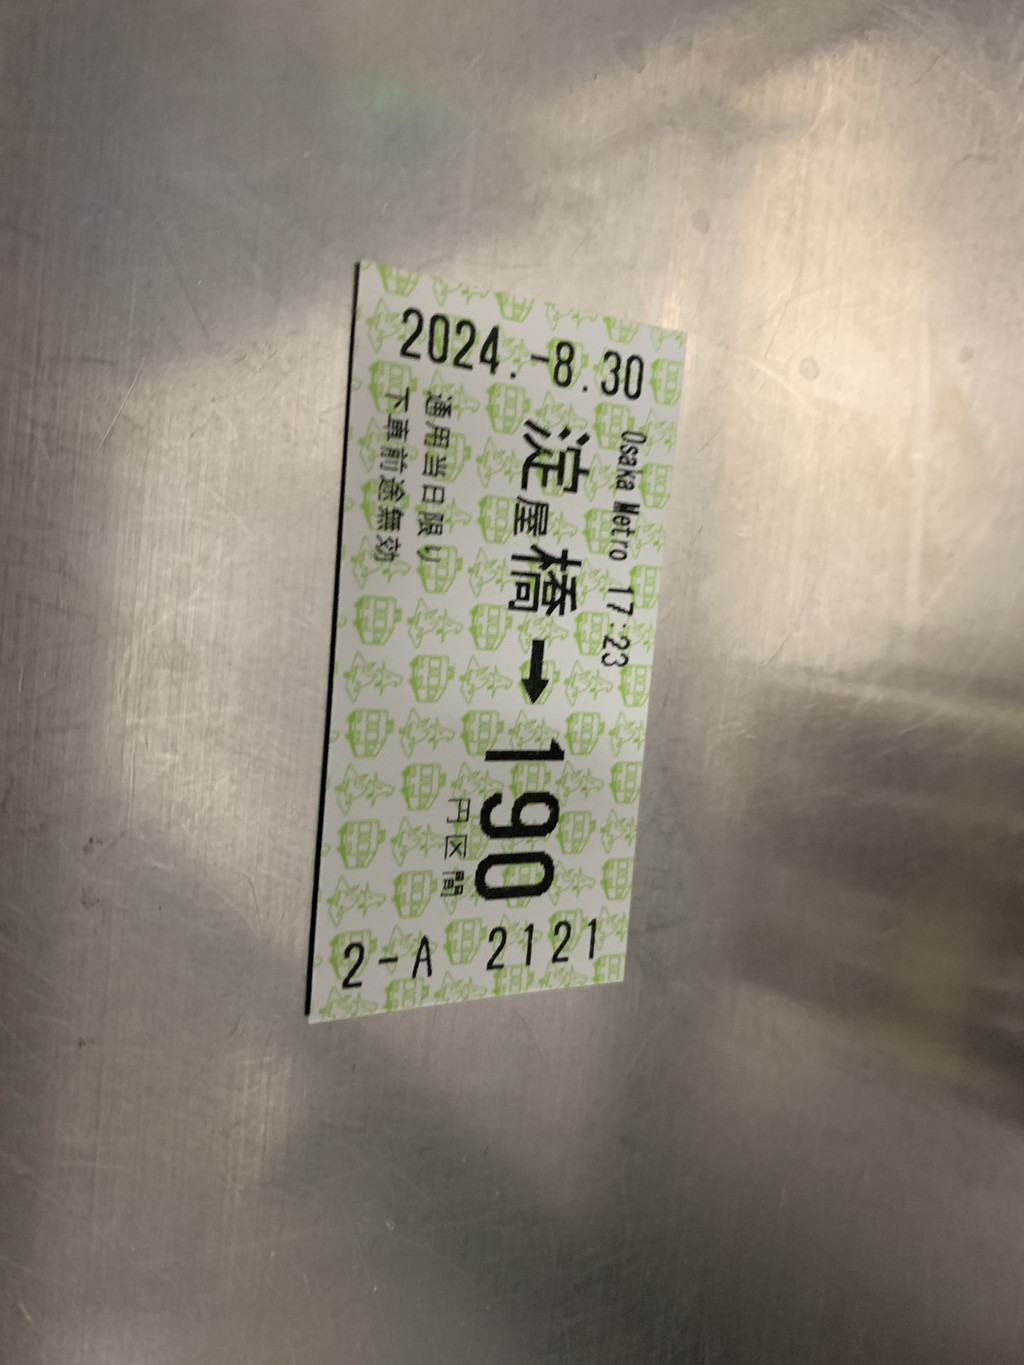 2024.-8.30
Osaka Metro 17:23
淀屋橋➡190
円区間
通用当日限り
下車前途無効
2-A 2121